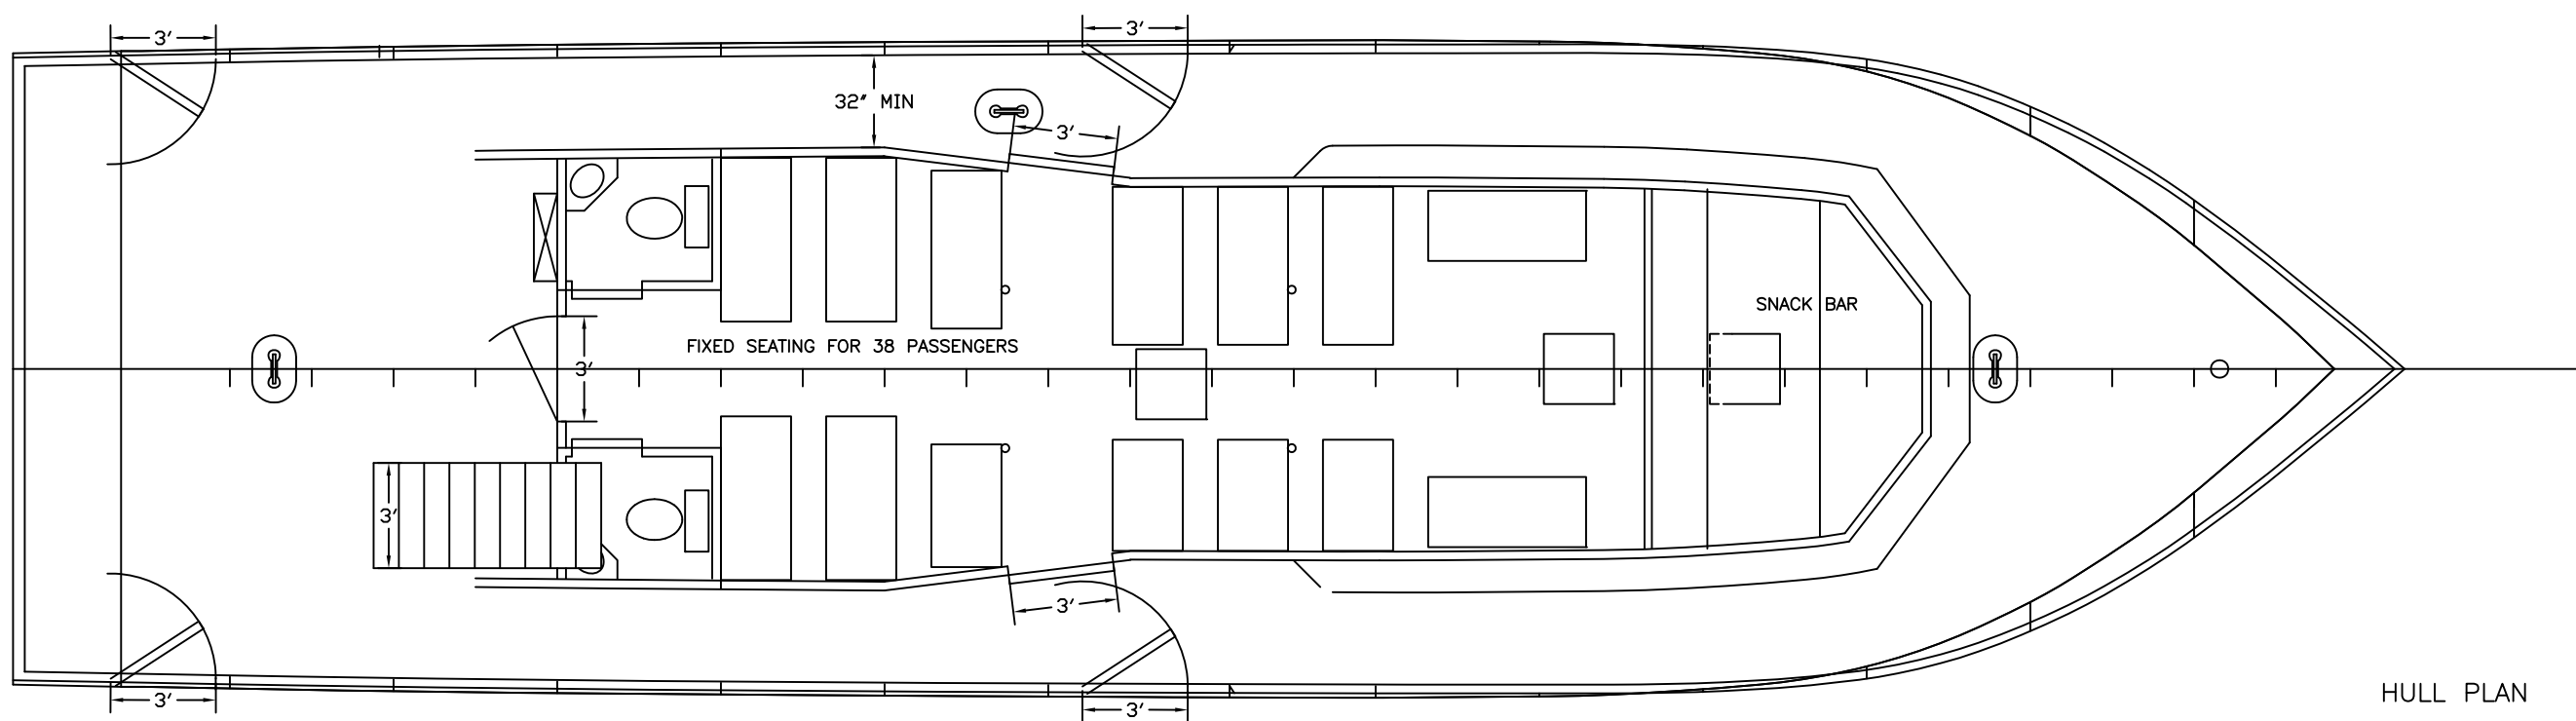 3′
3′
32″ MIN
3′
SNACK BAR
FIXED SEATING FOR 38 PASSENGERS
3′
3′
3′
3′
3′
HULL PLAN